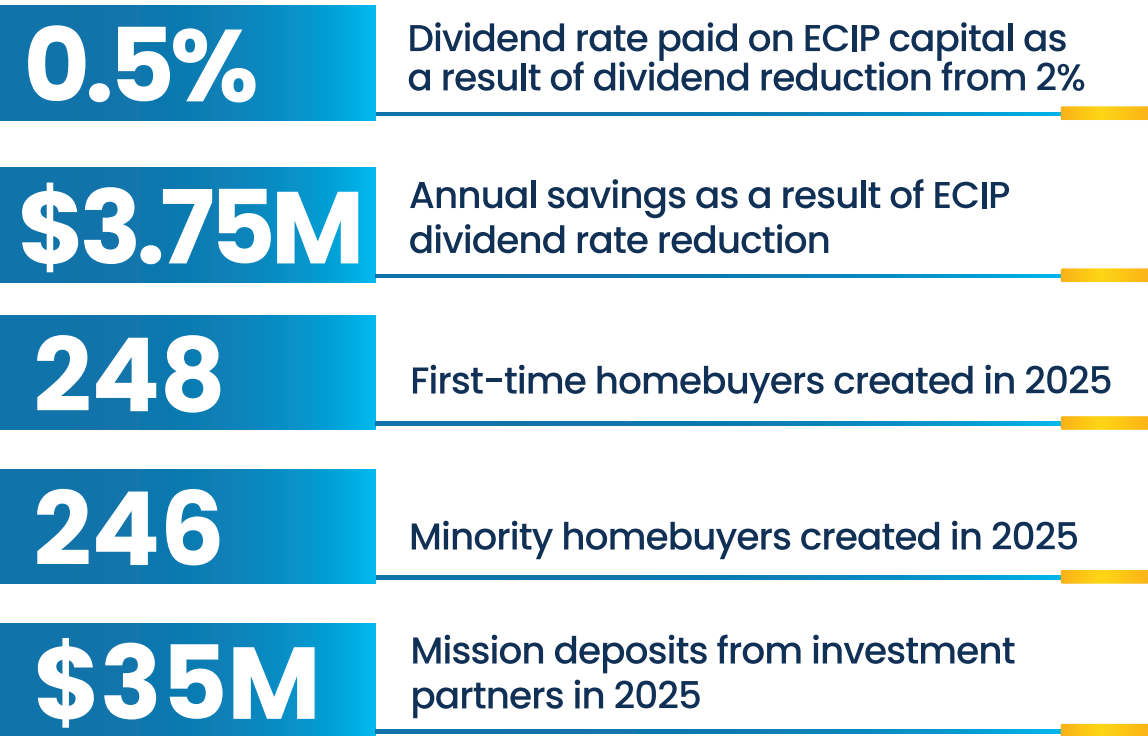 0.5%
Dividend rate paid on ECIP capital as
a result of dividend reduction from 2%
$3.75M
Annual savings as a result of ECIP
dividend rate reduction
248
First-time homebuyers created in 2025
246
Minority homebuyers created in 2025
$35M
Mission deposits from investment
partners in 2025